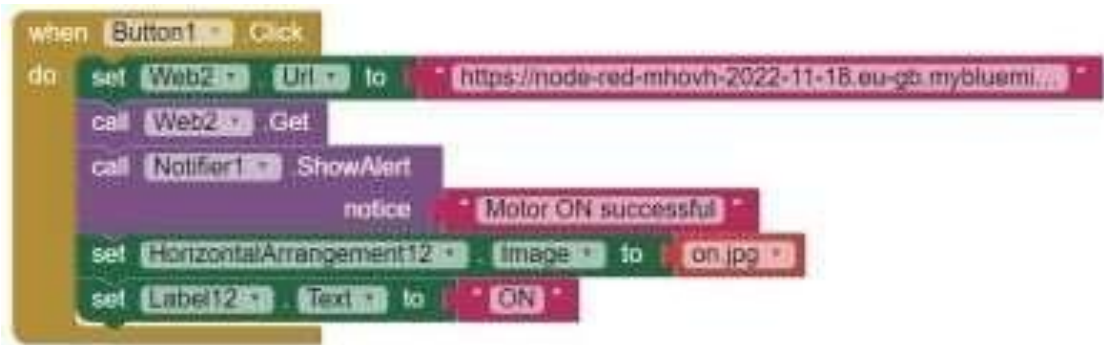 when Button1 .Click
do set Web2 . Url to " https://node-red-mhovh-2022-11-18.eu-gb.mybluemi... "
call Web2 .Get
call Notifier1 .ShowAlert
notice " Motor ON successful "
set HorizontalArrangement12 . Image to on.jpg
set Label12 . Text to " ON "